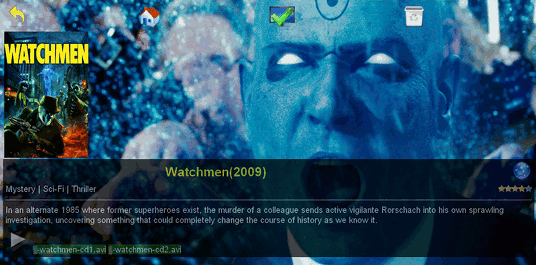 WATCHMEN
Watchmen(2009)
Mystery | Sci-Fi | Thriller
In an alternate 1985 where former superheroes exist, the murder of a colleague sends active vigilante Rorschach into his own sprawling
investigation, uncovering something that could completely change the course of history as we know it.
-watchmen-cd1.avi -watchmen-cd2.avi